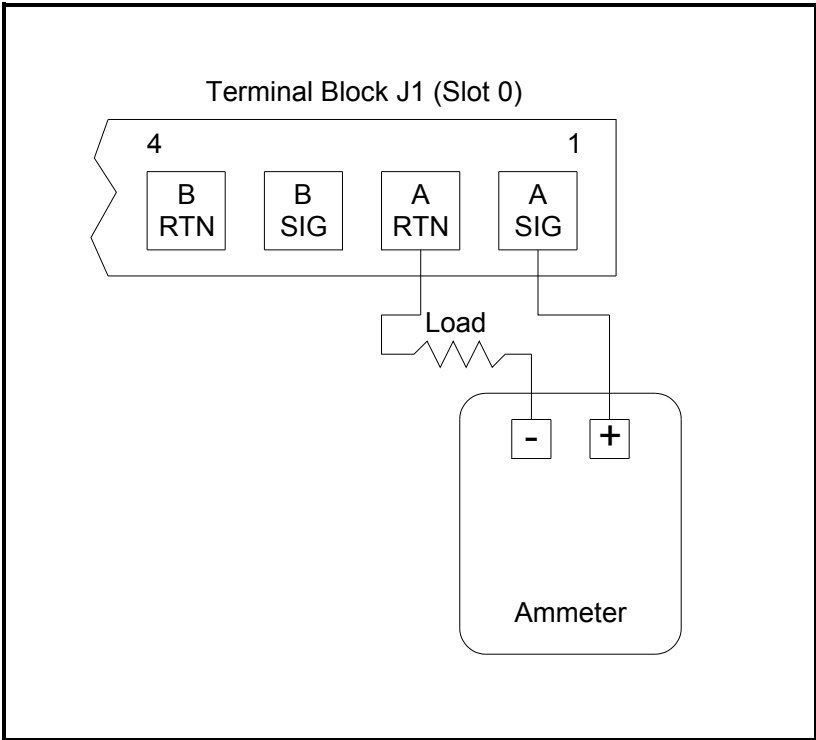 Terminal Block J1 (Slot 0)
4 1
B RTN
B SIG
A RTN
A SIG
Load
- +
Ammeter